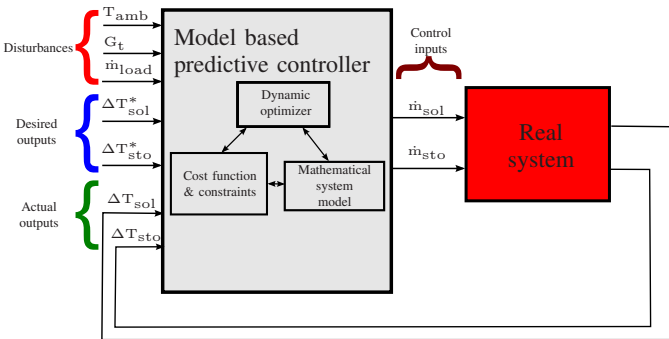 Disturbances
T_amb
G_t
ṁ_load
Desired
outputs
ΔT*_sol
ΔT*_sto
Actual
outputs
ΔT_sol
ΔT_sto
Model based
predictive controller
Dynamic
optimizer
Cost function
& constraints
Mathematical
system
model
Control
inputs
ṁ_sol
ṁ_sto
Real
system